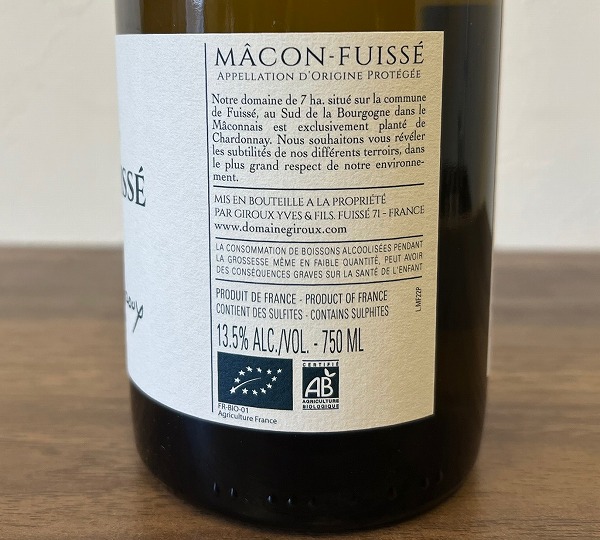 MÂCON-FUISSÉ
APPELLATION D'ORIGINE PROTÉGÉE
Notre domaine de 7 ha. situé sur la commune
de Fuissé, au Sud de la Bourgogne dans le
Mâconnais est exclusivement planté de
Chardonnay. Nous souhaitons vous révéler
les subtilités de nos différents terroirs, dans
le plus grand respect de notre environne-
ment.
MIS EN BOUTEILLE A LA PROPRIÉTÉ
PAR GIROUX YVES & FILS. FUISSÉ 71 - FRANCE
www.domainegiroux.com
LA CONSOMMATION DE BOISSONS ALCOOLISÉES PENDANT
LA GROSSESSE MÊME EN FAIBLE QUANTITÉ, PEUT AVOIR
DES CONSÉQUENCES GRAVES SUR LA SANTÉ DE L'ENFANT
PRODUIT DE FRANCE - PRODUCT OF FRANCE
CONTIENT DES SULFITES - CONTAINS SULPHITES
LMF22P
13.5% ALC./VOL. - 750 ML
CERTIFIÉ
AB
AGRICULTURE
BIOLOGIQUE
FR-BIO-01
Agriculture France
SSÉ